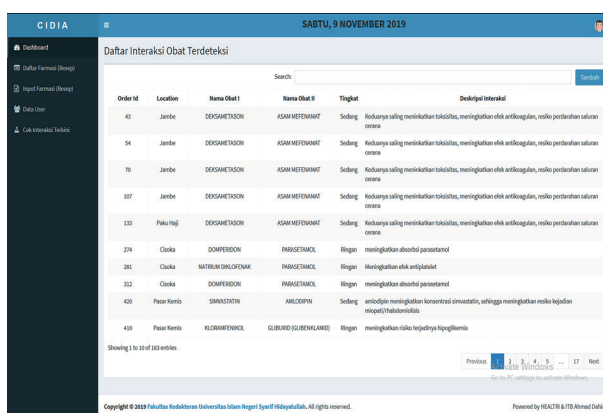 CIDIA
SABTU, 9 NOVEMBER 2019
Dashboard
Daftar Farmasi (Resep)
Input Farmasi (Resep)
Data User
Cek Interaksi Terkini
Daftar Interaksi Obat Terdeteksi
Search:
Tambah
Order Id Location Nama Obat I Nama Obat II Tingkat Deskripsi Interaksi
43 Jambe DEKSAMETASON ASAM MEFENAMAT Sedang Keduanya saling meninkatkan toksisitas, meningkatkan efek antikoagulan, resiko perdarahan saluran
cerana
54 Jambe DEKSAMETASON ASAM MEFENAMAT Sedang Keduanya saling meninkatkan toksisitas, meningkatkan efek antikoagulan, resiko perdarahan saluran
cerana
70 Jambe DEKSAMETASON ASAM MEFENAMAT Sedang Keduanya saling meninkatkan toksisitas, meningkatkan efek antikoagulan, resiko perdarahan saluran
cerana
107 Jambe DEKSAMETASON ASAM MEFENAMAT Sedang Keduanya saling meninkatkan toksisitas, meningkatkan efek antikoagulan, resiko perdarahan saluran
cerana
133 Paku Haji DEKSAMETASON ASAM MEFENAMAT Sedang Keduanya saling meninkatkan toksisitas, meningkatkan efek antikoagulan, resiko perdarahan saluran
cerana
274 Cisoka DOMPERIDON PARASETAMOL Ringan meningkatkan absorbsi parasetamol
281 Cisoka NATRIUM DIKLOFENAK PARASETAMOL Ringan Meningkatkan efek antiplatelet
312 Cisoka DOMPERIDON PARASETAMOL Ringan meningkatkan absorbsi parasetamol
420 Pasar Kemis SIMVASTATIN AMLODIPIN Sedang amlodipin meningkatkan konsentrasi simvastatin, sehingga meningkatkan resiko kejadian
miopati/rhabdomiolisis
410 Pasar Kemis KLORAMFENIKOL GLIBURID (GLIBENKLAMID) Ringan meningkatkan risiko terjadinya hipoglikemia
Showing 1 to 10 of 163 entries
Previous 1 2 3 4 5 ... 17 Next
Activate Windows
Go to PC settings to activate Windows.
Copyright © 2019 Fakultas Kedokteran Universitas Islam Negeri Syarif Hidayatullah. All rights reserved.
Powered by HEALTRI & ITB Ahmad Dahl